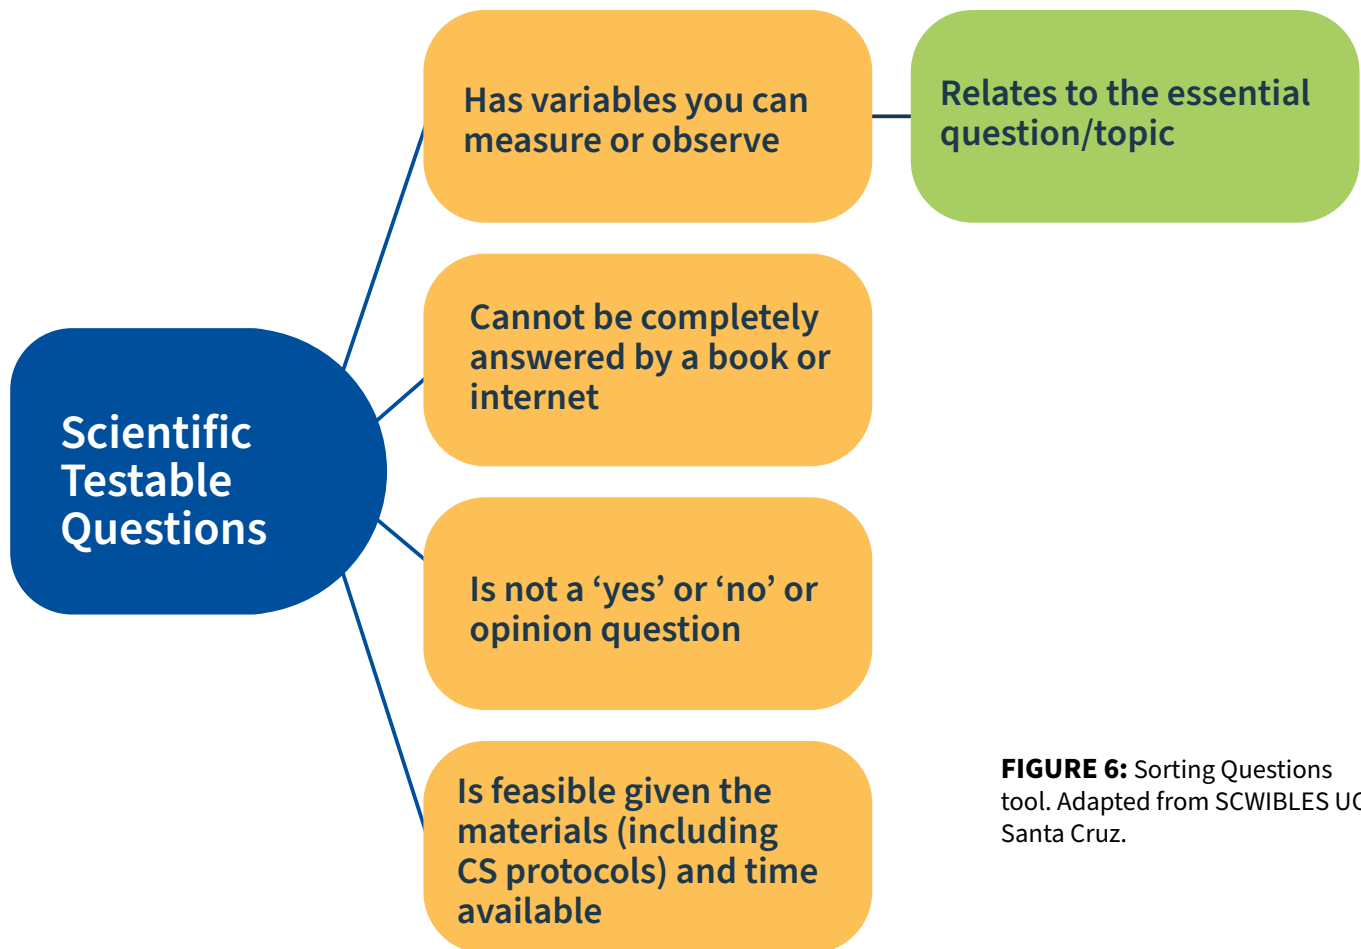 Has variables you can
measure or observe
Relates to the essential
question/topic
Cannot be completely
answered by a book or
internet
Scientific
Testable
Questions
Is not a ‘yes’ or ‘no’ or
opinion question
Is feasible given the
materials (including
CS protocols) and time
available
FIGURE 6: Sorting Questions
tool. Adapted from SCWIBLES
Santa Cruz.